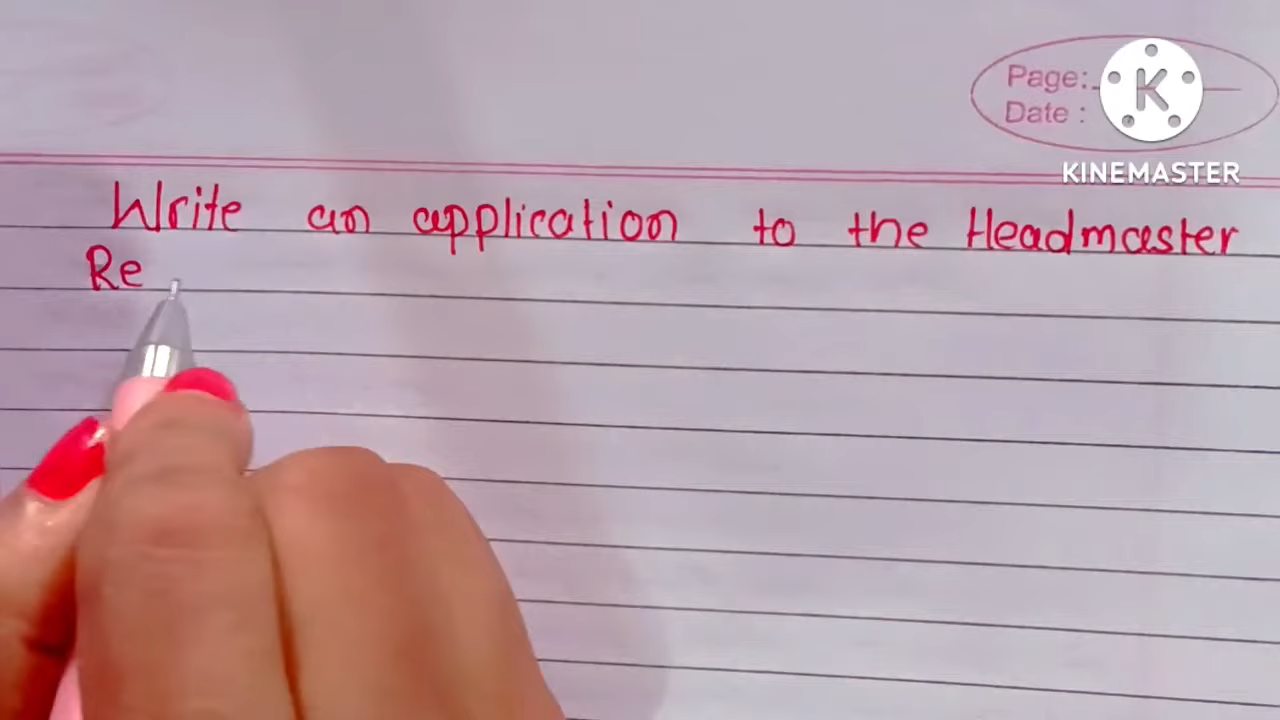 Page:
Date :
KINEMASTER
Write an application to the Headmaster
Re